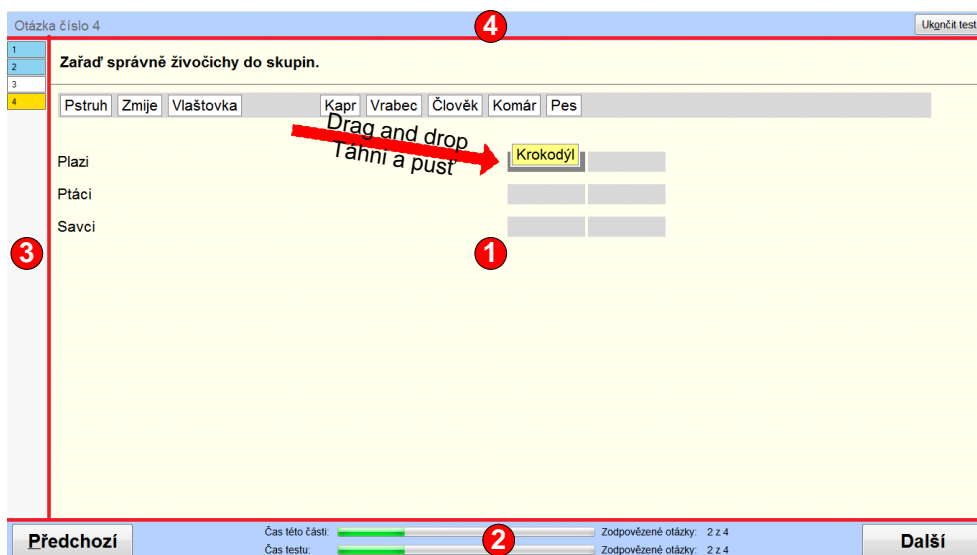 Otázka číslo 4
4
Ukončit test
1
2
3
4
Zařaď správně živočichy do skupin.
Pstruh Zmije Vlaštovka Kapr Vrabec Člověk Komár Pes
Drag and drop
Táhni a pusť
Krokodýl
Plazi
Ptáci
Savci
3
1
Předchozí
Čas této části:
Zodpovězené otázky: 2 z 4
2
Čas testu:
Zodpovězené otázky: 2 z 4
Další